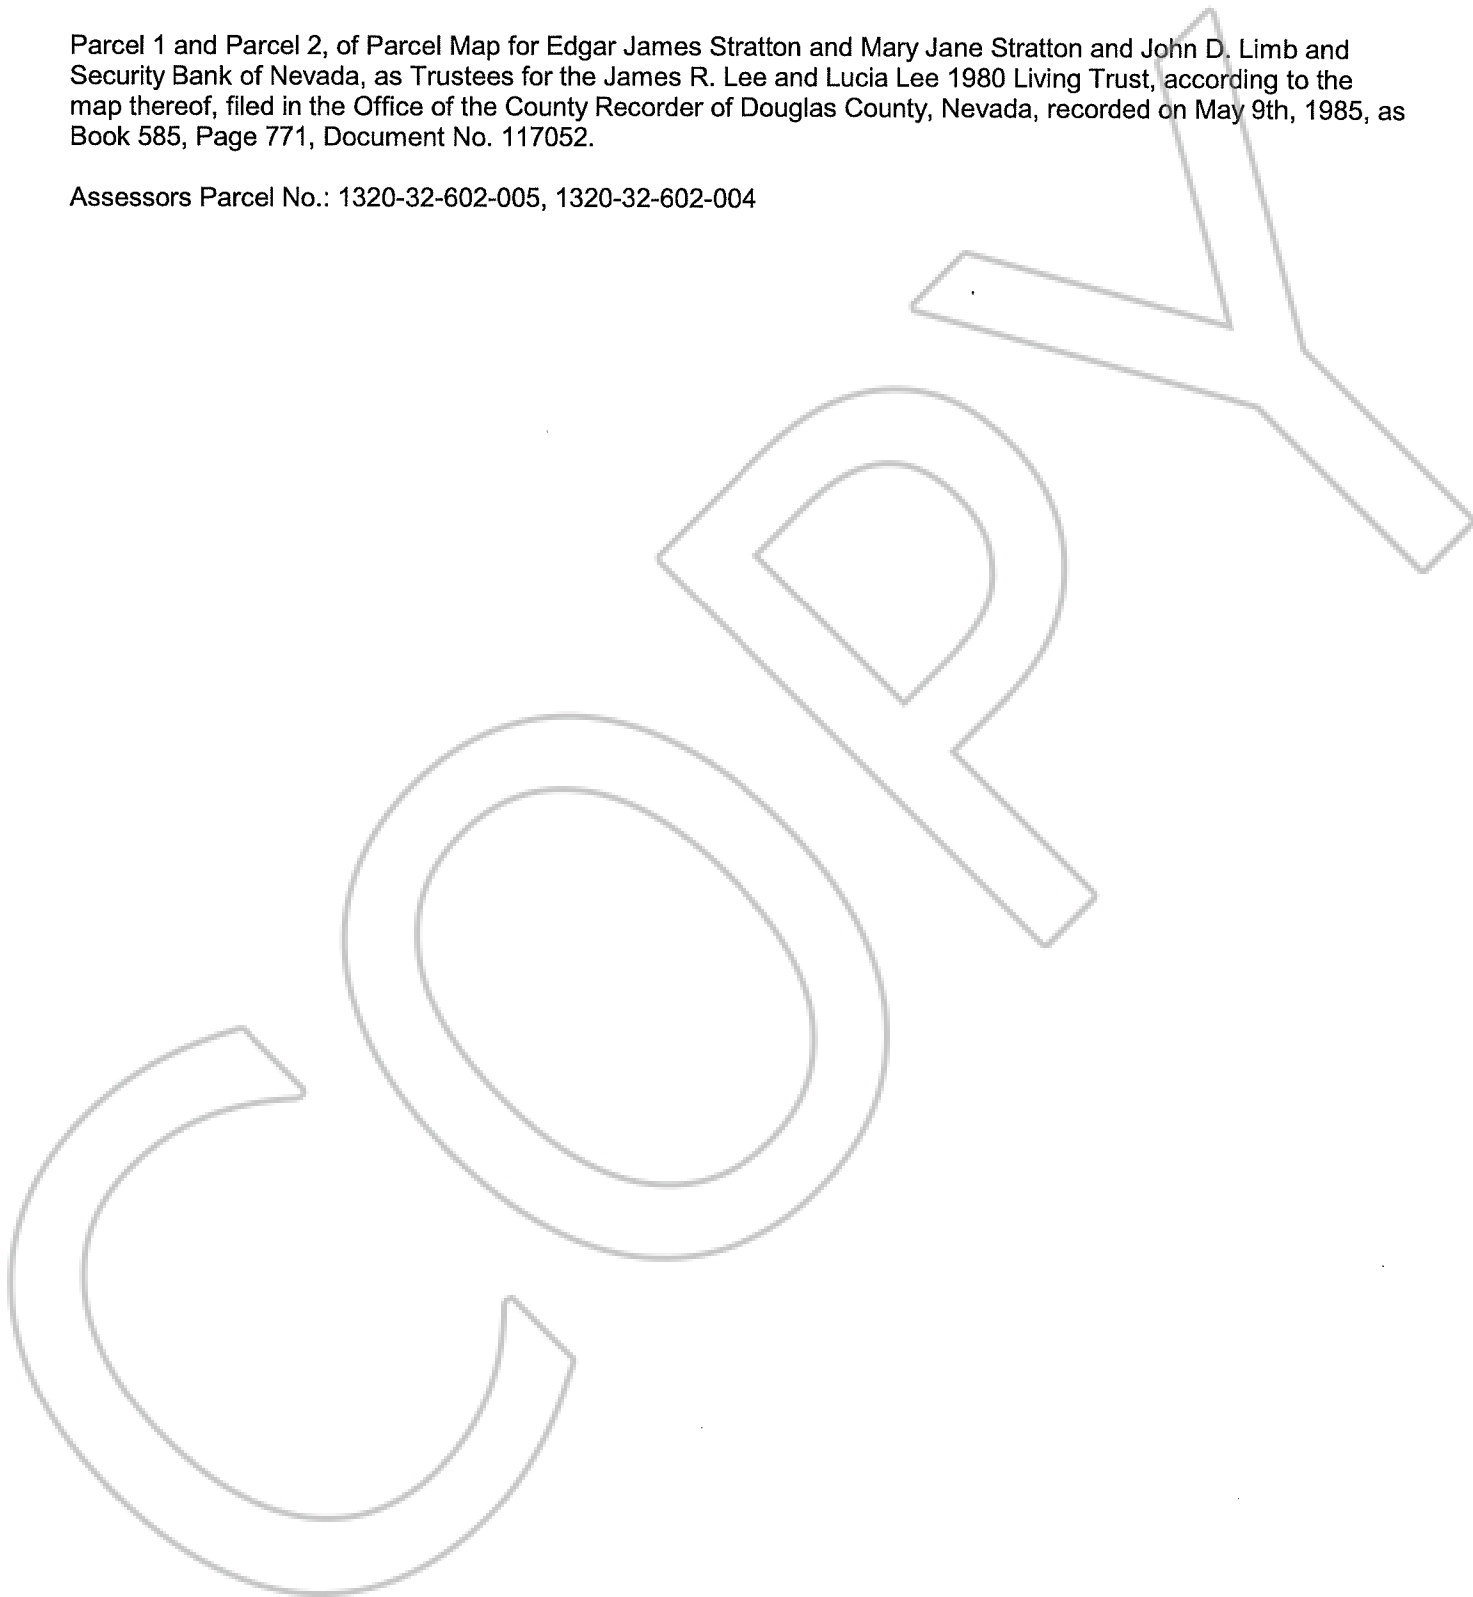 Parcel 1 and Parcel 2, of Parcel Map for Edgar James Stratton and Mary Jane Stratton and John D. Limb and
Security Bank of Nevada, as Trustees for the James R. Lee and Lucia Lee 1980 Living Trust, according to the
map thereof, filed in the Office of the County Recorder of Douglas County, Nevada, recorded on May 9th, 1985, as
Book 585, Page 771, Document No. 117052.
Assessors Parcel No.: 1320-32-602-005, 1320-32-602-004
COPY